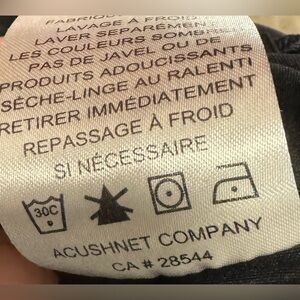 LAVAGE À FROID
LAVER SÉPARÉMENT
LES COULEURS SOMBRES
PAS DE JAVEL OU DE
PRODUITS ADOUCISSANTS
SÈCHE-LINGE AU RALENTI
RETIRER IMMÉDIATEMENT
REPASSAGE À FROID
SI NÉCESSAIRE
30C
ACUSHNET COMPANY
CA # 28544